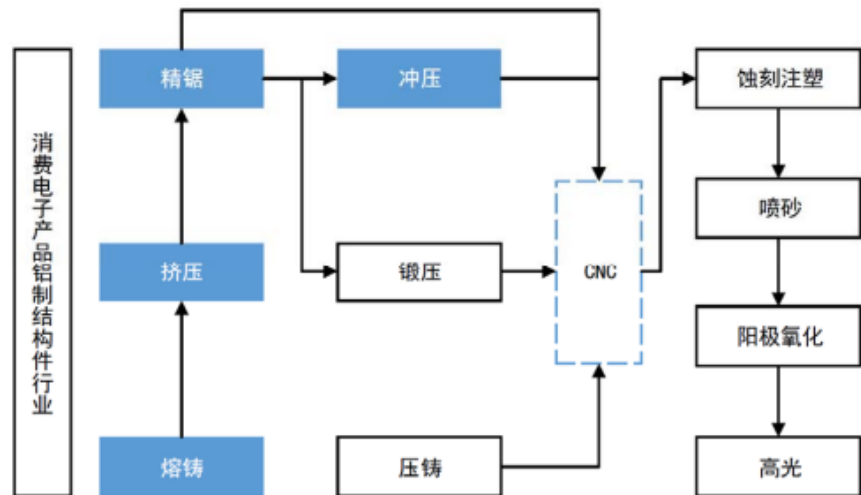 消费电子产品铝制结构件行业
精锯
冲压
蚀刻注塑
喷砂
挤压
锻压
CNC
阳极氧化
熔铸
压铸
高光